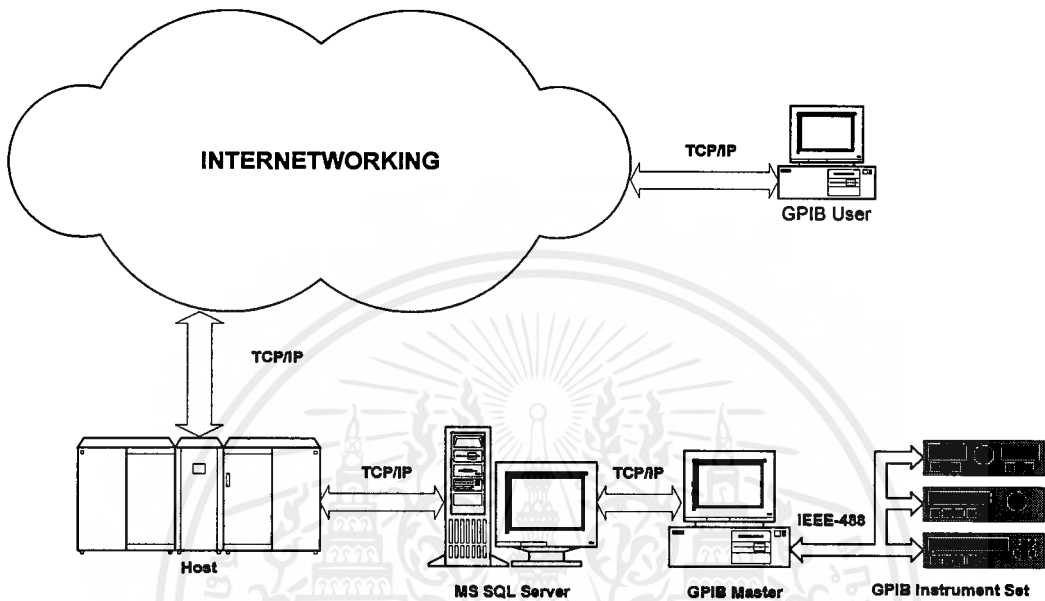 INTERNETWORKING
TCP/IP
GPIB User
TCP/IP
TCP/IP
TCP/IP
IEEE-488
Host
MS SQL Server
GPIB Master
GPIB Instrument Set